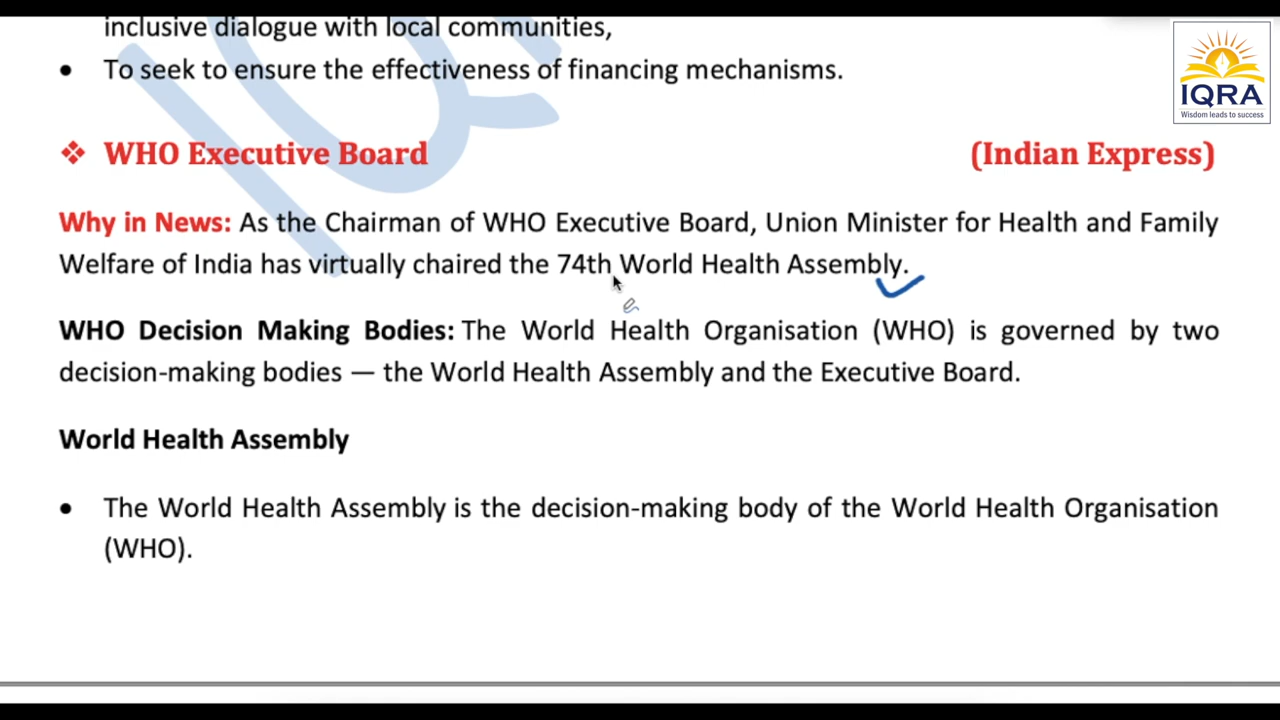 inclusive dialogue with local communities,
• To seek to ensure the effectiveness of financing mechanisms.
IQRA
Wisdom leads to success
❖ WHO Executive Board (Indian Express)
Why in News: As the Chairman of WHO Executive Board, Union Minister for Health and Family
Welfare of India has virtually chaired the 74th World Health Assembly.
WHO Decision Making Bodies: The World Health Organisation (WHO) is governed by two
decision-making bodies — the World Health Assembly and the Executive Board.
World Health Assembly
• The World Health Assembly is the decision-making body of the World Health Organisation
(WHO).